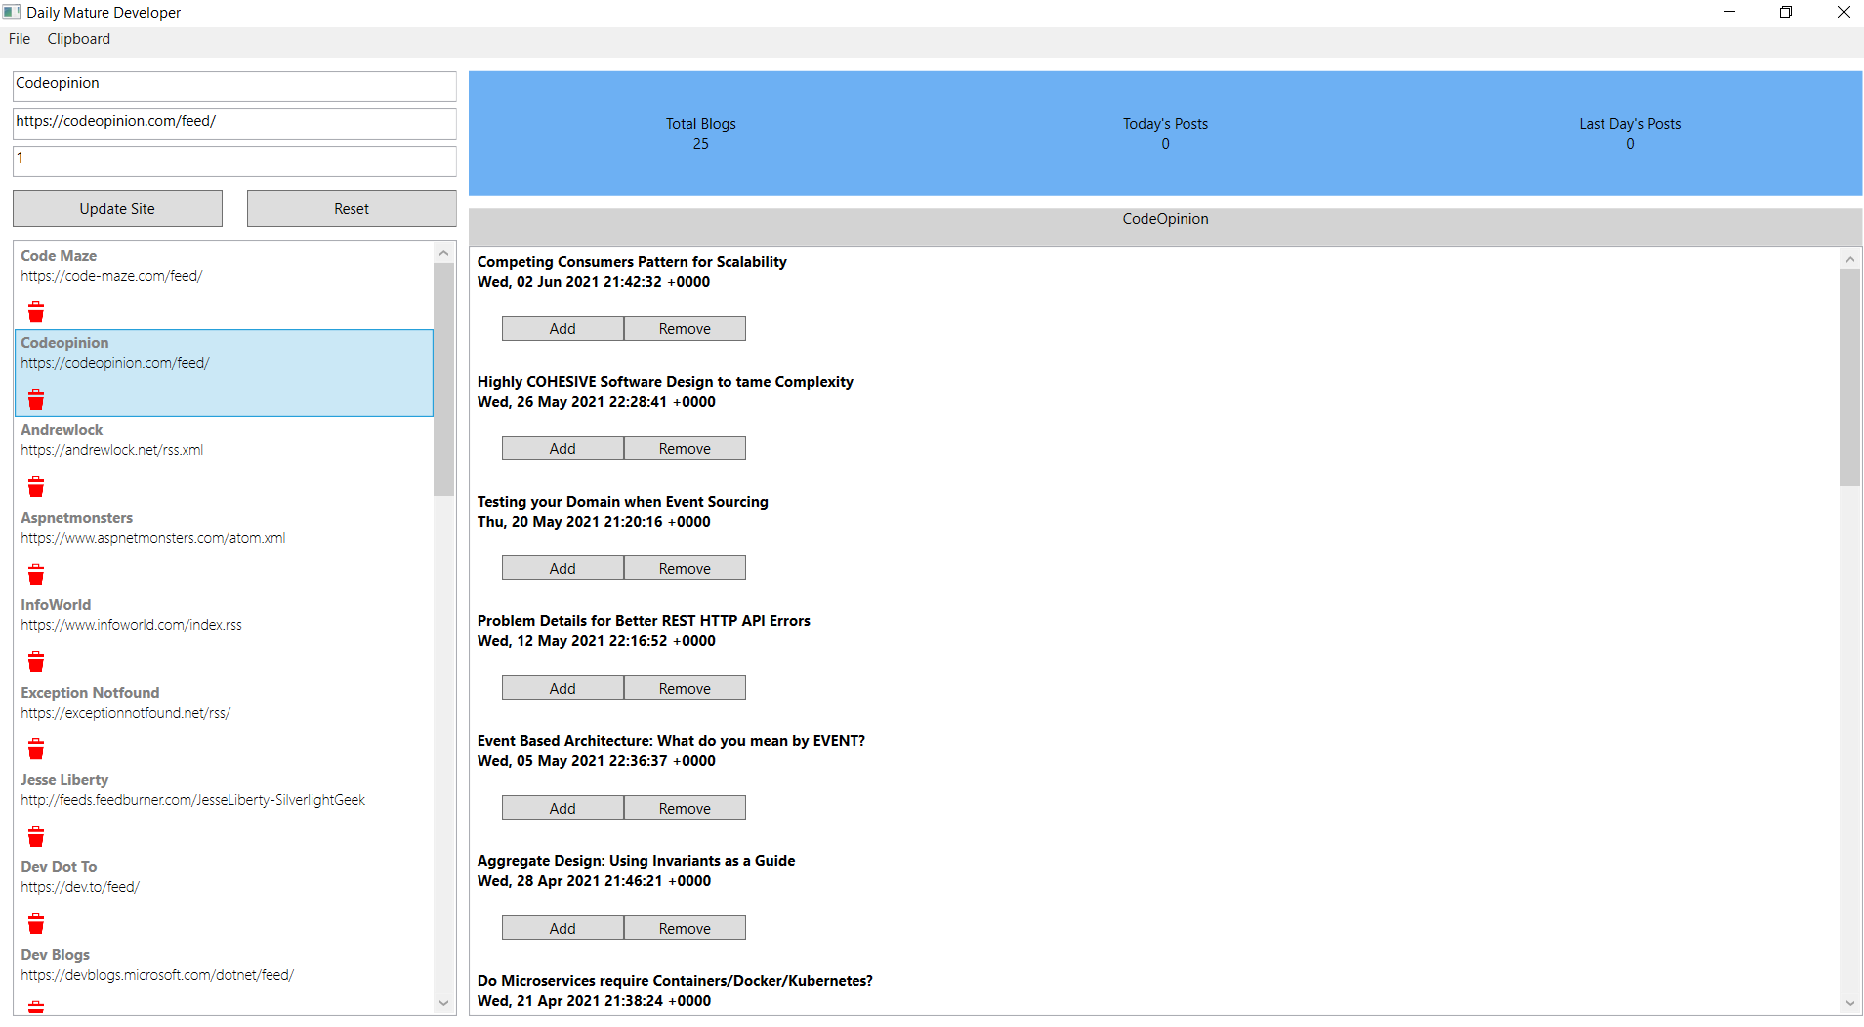 Daily Mature Developer
File Clipboard
Codeopinion
https://codeopinion.com/feed/
1
Update Site Reset
Code Maze
https://code-maze.com/feed/
Codeopinion
https://codeopinion.com/feed/
Andrewlock
https://andrewlock.net/rss.xml
Aspnetmonsters
https://www.aspnetmonsters.com/atom.xml
InfoWorld
https://www.infoworld.com/index.rss
Exception Notfound
https://exceptionnotfound.net/rss/
Jesse Liberty
http://feeds.feedburner.com/JesseLiberty-SilverlightGeek
Dev Dot To
https://dev.to/feed/
Dev Blogs
https://devblogs.microsoft.com/dotnet/feed/
Total Blogs
25
Today's Posts
0
Last Day's Posts
0
CodeOpinion
Competing Consumers Pattern for Scalability
Wed, 02 Jun 2021 21:42:32 +0000
Add Remove
Highly COHESIVE Software Design to tame Complexity
Wed, 26 May 2021 22:28:41 +0000
Add Remove
Testing your Domain when Event Sourcing
Thu, 20 May 2021 21:20:16 +0000
Add Remove
Problem Details for Better REST HTTP API Errors
Wed, 12 May 2021 22:16:52 +0000
Add Remove
Event Based Architecture: What do you mean by EVENT?
Wed, 05 May 2021 22:36:37 +0000
Add Remove
Aggregate Design: Using Invariants as a Guide
Wed, 28 Apr 2021 21:46:21 +0000
Add Remove
Do Microservices require Containers/Docker/Kubernetes?
Wed, 21 Apr 2021 21:38:24 +0000